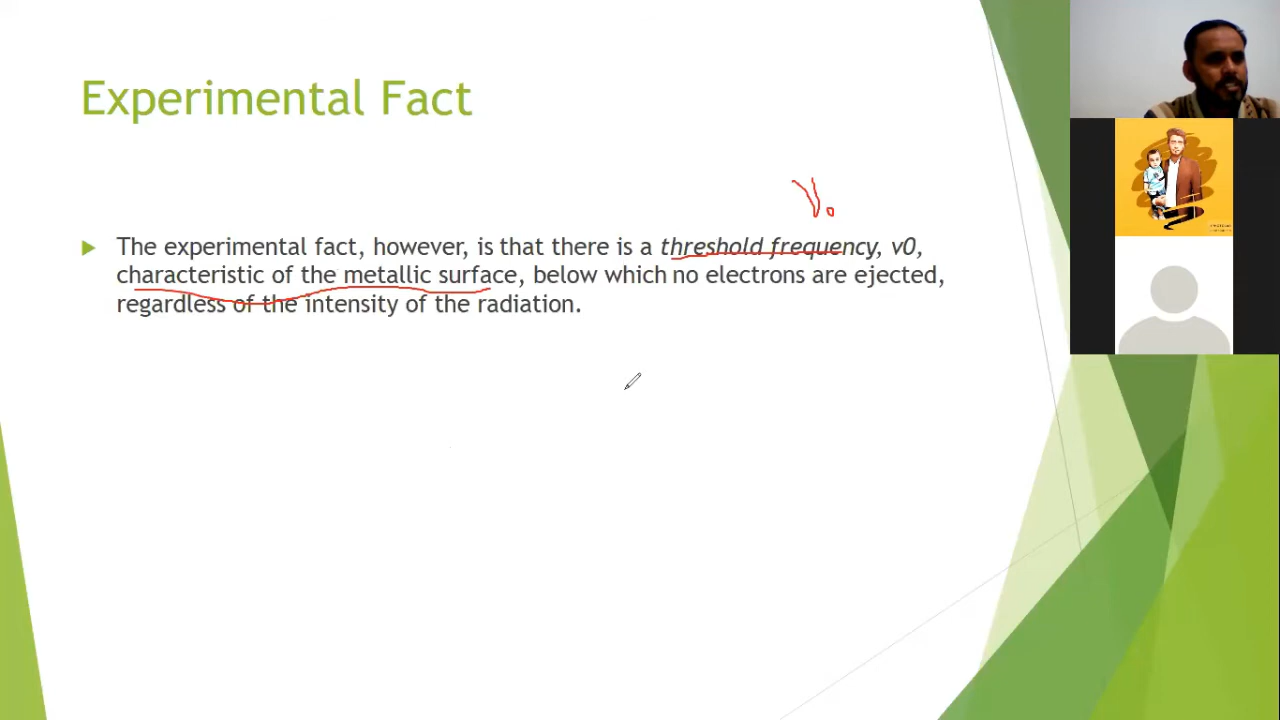 Experimental Fact
ν₀
The experimental fact, however, is that there is a threshold frequency, v0,
characteristic of the metallic surface, below which no electrons are ejected,
regardless of the intensity of the radiation.